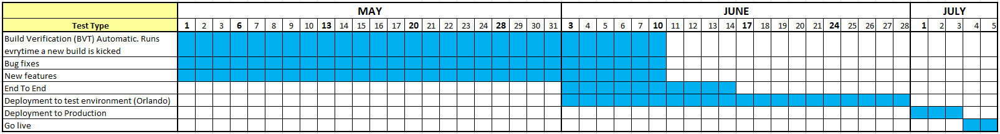 MAY JUNE JULY
Test Type 1 2 3 6 7 8 9 10 13 14 15 16 17 20 21 22 23 24 28 29 30 31 3 4 5 6 7 10 11 12 13 14 17 18 19 20 21 24 25 26 27 28 1 2 3 4 5
Build Verification (BVT) Automatic. Runs
evrytime a new build is kicked
Bug fixes
New features
End To End
Deployment to test environment (Orlando)
Deployment to Production
Go live